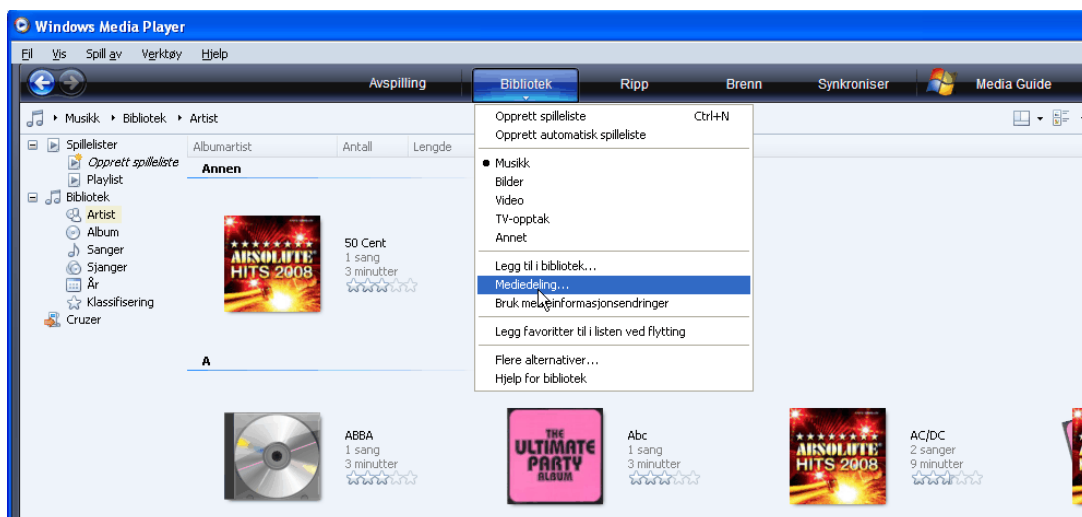 Windows Media Player
Fil Vis Spill av Verktøy Hjelp
Avspilling Bibliotek Ripp Brenn Synkroniser Media Guide
Musikk Bibliotek Artist
Spillelister
Opprett spilleliste
Playlist
Bibliotek
Artist
Album
Sanger
Sjanger
År
Klassifisering
Cruzer
Albumartist Antall Lengde
Annen
ABSOLUTE
HITS 2008
50 Cent
1 sang
3 minutter
Opprett spilleliste Ctrl+N
Opprett automatisk spilleliste
Musikk
Bilder
Video
TV-opptak
Annet
Legg til i bibliotek...
Mediedeling...
Bruk medieinformasjonsendringer
Legg favoritter til i listen ved flytting
Flere alternativer...
Hjelp for bibliotek
A
ABBA
1 sang
3 minutter
THE
ULTIMATE
PARTY
ALBUM
Abc
1 sang
3 minutter
ABSOLUTE
HITS 2008
AC/DC
2 sanger
9 minutter